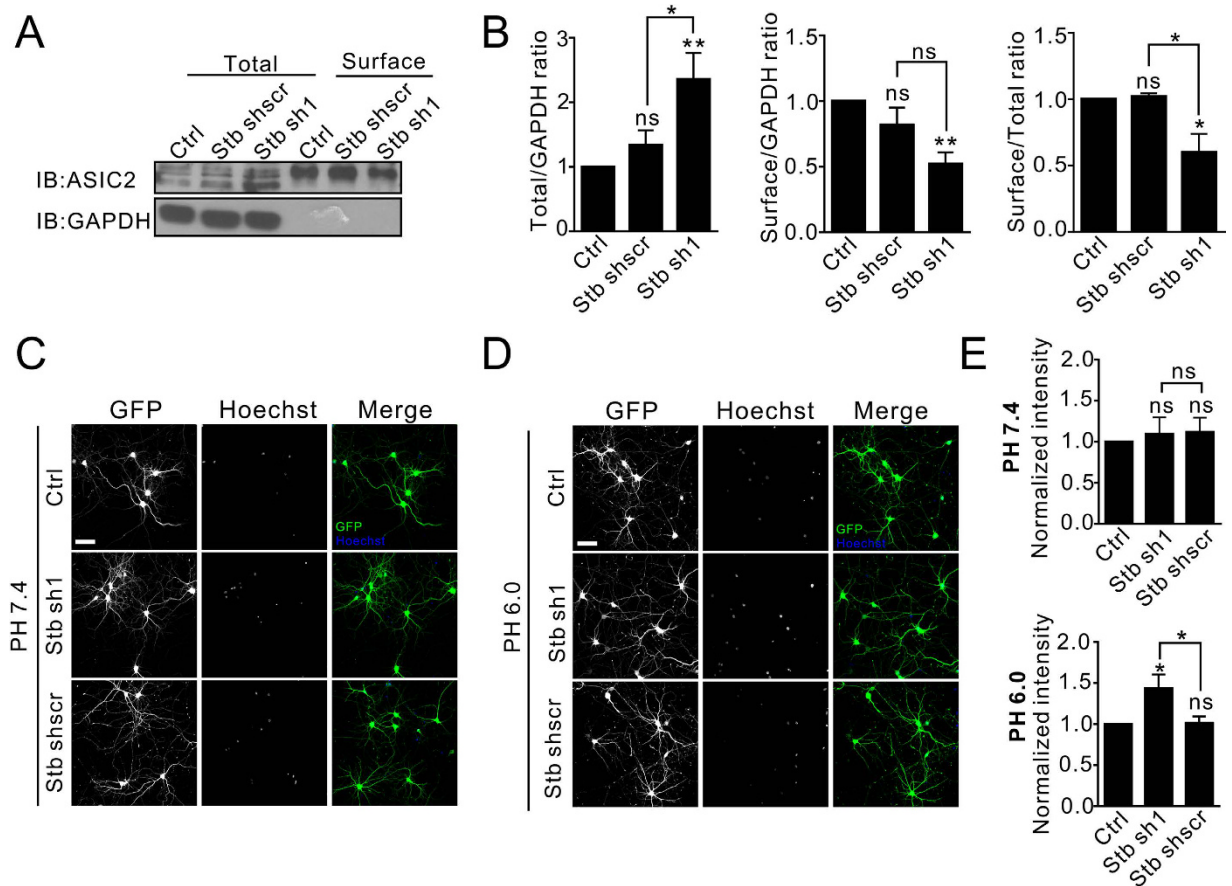 A
Total Surface
Ctrl Stb shscr Stb sh1 Ctrl Stb shscr Stb sh1
IB:ASIC2
IB:GAPDH
B
Total/GAPDH ratio
3
2
1
0
ns
**
*
Ctrl Stb shscr Stb sh1
Surface/GAPDH ratio
1.5
1.0
0.5
0.0
ns
**
ns
Ctrl Stb shscr Stb sh1
Surface/Total ratio
1.5
1.0
0.5
0.0
ns
*
*
Ctrl Stb shscr Stb sh1
C
GFP Hoechst Merge
PH 7.4
Ctrl
GFP
Hoechst
Stb sh1
Stb shscr
D
GFP Hoechst Merge
PH 6.0
Ctrl
GFP
Hoechst
Stb sh1
Stb shscr
E
PH 7.4
Normalized intensity
2.0
1.5
1.0
0.5
0.0
ns
ns ns
Ctrl Stb sh1 Stb shscr
PH 6.0
Normalized intensity
2.0
1.5
1.0
0.5
0.0
*
* ns
Ctrl Stb sh1 Stb shscr